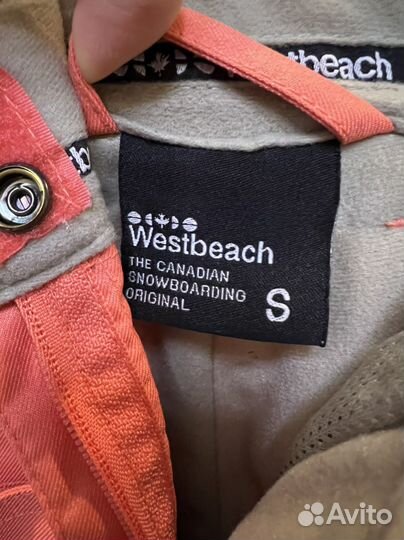 Westbeach
Westbeach
THE CANADIAN
SNOWBOARDING
ORIGINAL
S
Avito